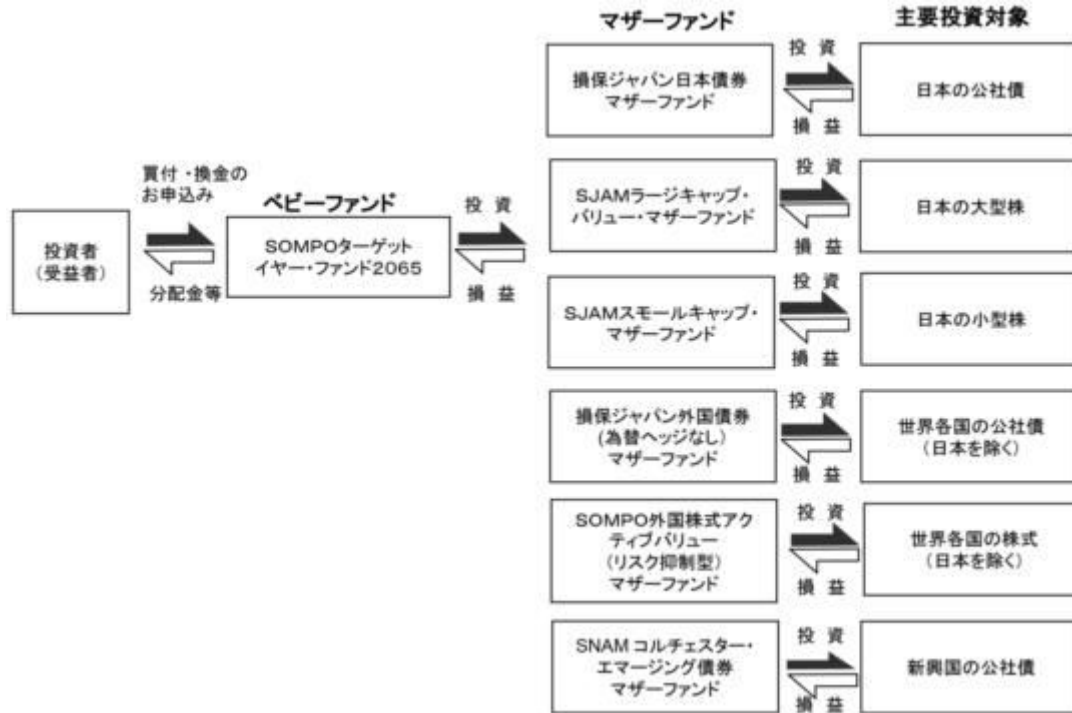 マザーファンド
主要投資対象
損保ジャパン日本債券
マザーファンド
投 資
損 益
日本の公社債
SJAMラージキャップ・
バリュー・マザーファンド
投 資
損 益
日本の大型株
買付・換金の
お申込み
投資者
(受益者)
分配金等
ベビーファンド
SOMPOターゲット
イヤー・ファンド2065
投 資
損 益
SJAMスモールキャップ・
マザーファンド
投 資
損 益
日本の小型株
損保ジャパン外国債券
(為替ヘッジなし)
マザーファンド
投 資
損 益
世界各国の公社債
(日本を除く)
SOMPO外国株式アク
ティブバリュー
(リスク抑制型)
マザーファンド
投 資
損 益
世界各国の株式
(日本を除く)
SNAM コルチェスター・
エマージング債券
マザーファンド
投 資
損 益
新興国の公社債